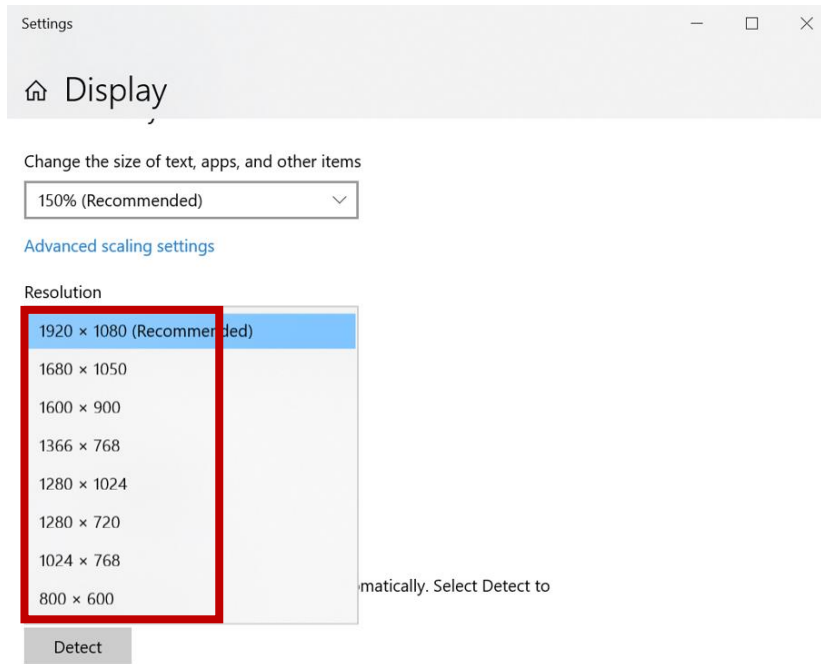 Settings
Display
Change the size of text, apps, and other items
150% (Recommended)
Advanced scaling settings
Resolution
1920 × 1080 (Recommended)
1680 × 1050
1600 × 900
1366 × 768
1280 × 1024
1280 × 720
1024 × 768
800 × 600
matically. Select Detect to
Detect